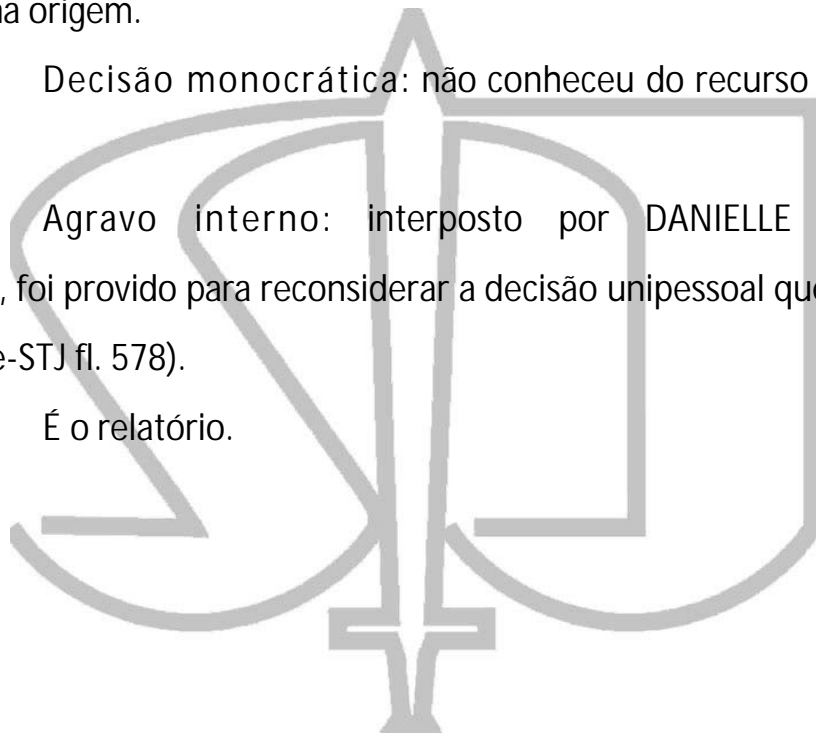 na origem.
Decisão monocrática: não conheceu do recurso
Agravo interno: interposto por DANIELLE
, foi provido para reconsiderar a decisão unipessoal que
e-STJ fl. 578).
É o relatório.